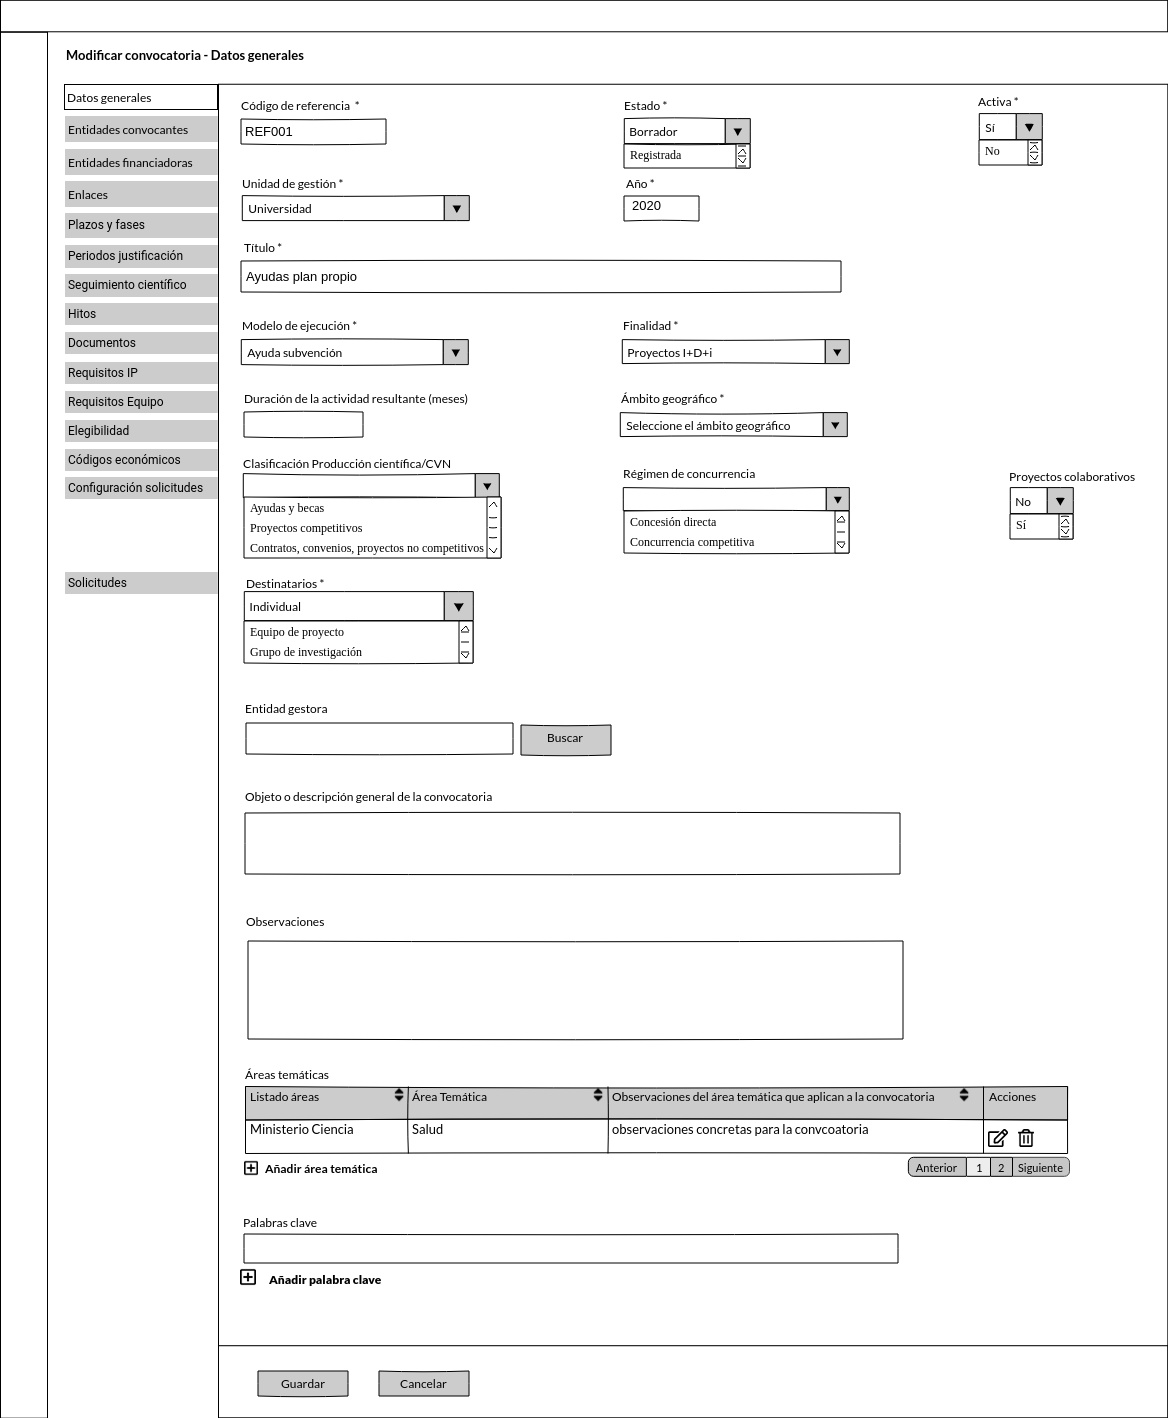 Modificar convocatoria - Datos generales
Datos generales
Entidades convocantes
Entidades financiadoras
Enlaces
Plazos y fases
Periodos justificación
Seguimiento científico
Hitos
Documentos
Requisitos IP
Requisitos Equipo
Elegibilidad
Códigos económicos
Configuración solicitudes
Solicitudes
Código de referencia *
REF001
Estado *
Borrador
Registrada
Activa *
Sí
No
Unidad de gestión *
Universidad
Año *
2020
Título *
Ayudas plan propio
Modelo de ejecución *
Ayuda subvención
Finalidad *
Proyectos I+D+i
Duración de la actividad resultante (meses)
Ámbito geográfico *
Seleccione el ámbito geográfico
Clasificación Producción científica/CVN
Ayudas y becas
Proyectos competitivos
Contratos, convenios, proyectos no competitivos
Régimen de concurrencia
Concesión directa
Concurrencia competitiva
Proyectos colaborativos
No
Sí
Destinatarios *
Individual
Equipo de proyecto
Grupo de investigación
Entidad gestora
Buscar
Objeto o descripción general de la convocatoria
Observaciones
Áreas temáticas
Listado áreas Área Temática Observaciones del área temática que aplican a la convocatoria Acciones
Ministerio Ciencia Salud observaciones concretas para la convcoatoria
Añadir área temática
Anterior 1 2 Siguiente
Palabras clave
Añadir palabra clave
Guardar Cancelar